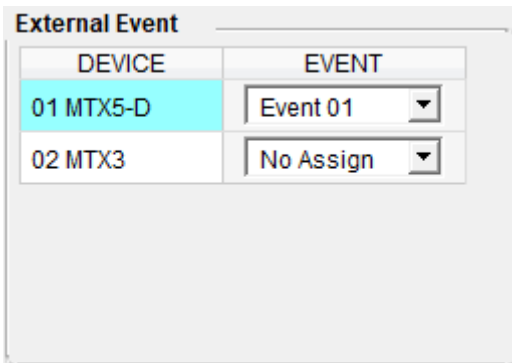 External Event
DEVICE EVENT
01 MTX5-D Event 01
02 MTX3 No Assign